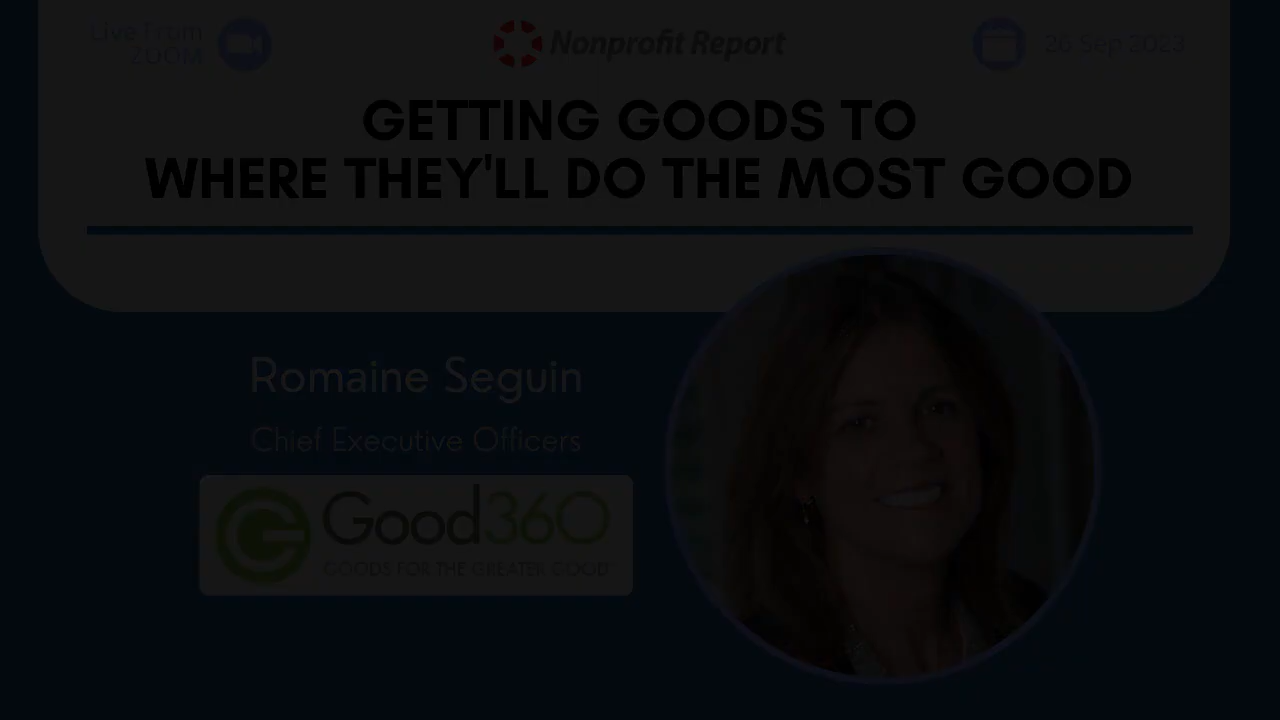 Live From
ZOOM
Nonprofit Report
26 Sep 2023
GETTING GOODS TO
WHERE THEY'LL DO THE MOST GOOD
Romaine Seguin
Chief Executive Officers
Good360
GOODS FOR THE GREATER GOOD